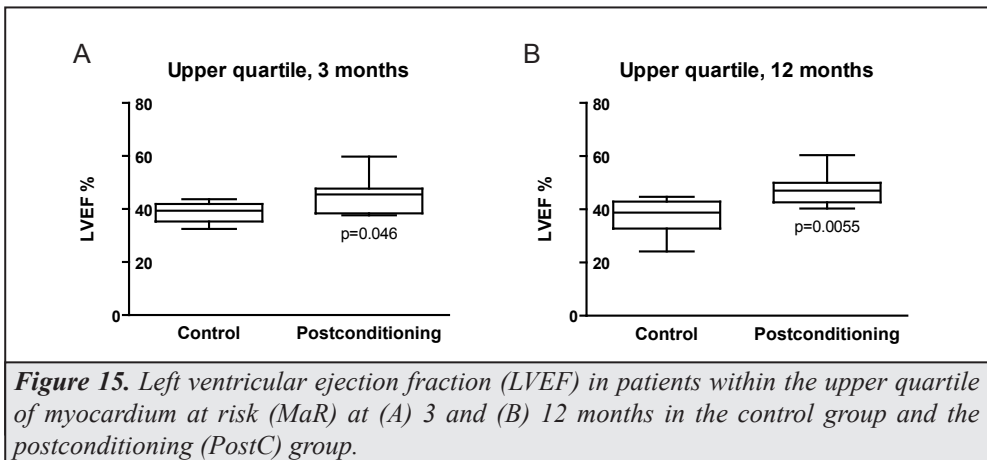 A
Upper quartile, 3 months
80
60
40
20
0
LVEF %
p=0.046
Control
Postconditioning
B
Upper quartile, 12 months
80
60
40
20
0
LVEF %
p=0.0055
Control
Postconditioning
Figure 15. Left ventricular ejection fraction (LVEF) in patients within the upper quartile
of myocardium at risk (MaR) at (A) 3 and (B) 12 months in the control group and the
postconditioning (PostC) group.